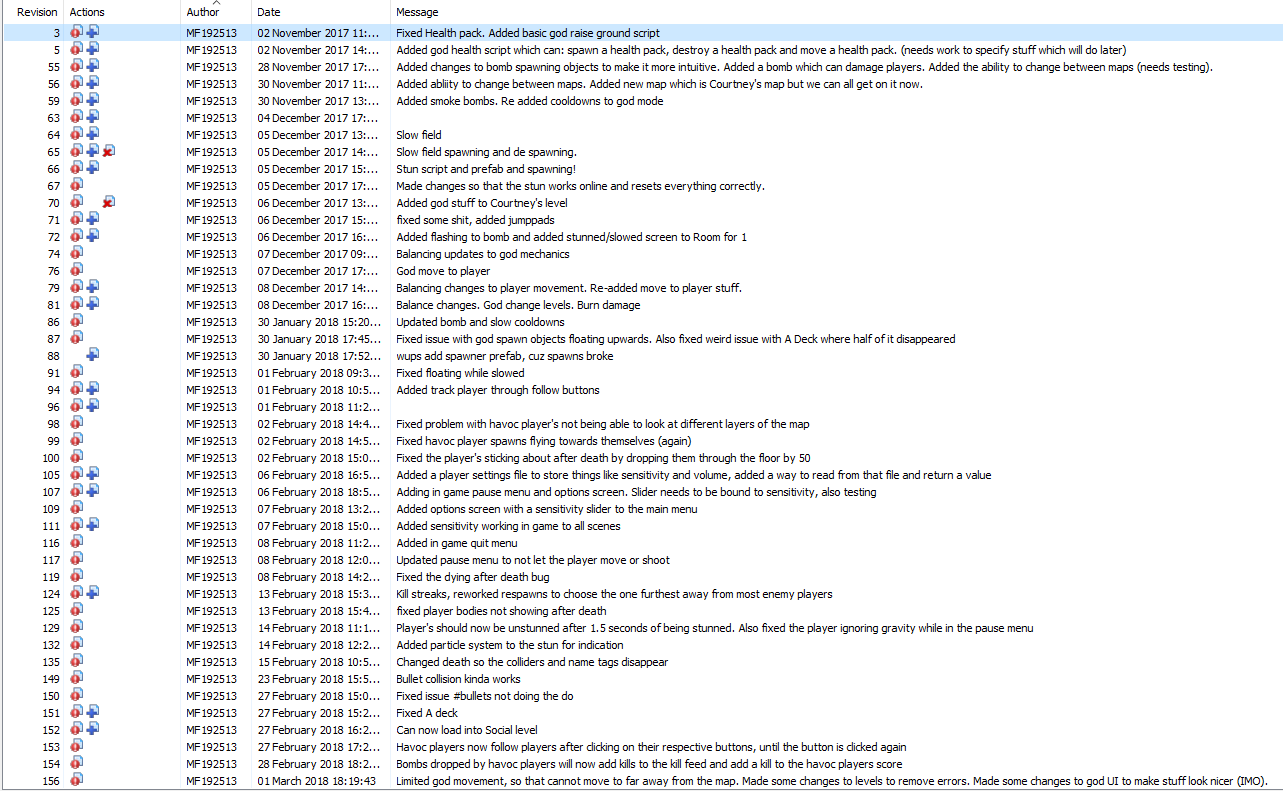 Revision Actions Author Date Message
3 MF192513 02 November 2017 11:... Fixed Health pack. Added basic god raise ground script
5 MF192513 02 November 2017 14:... Added god health script which can: spawn a health pack, destroy a health pack and move a health pack. (needs work to specify stuff which will do later)
55 MF192513 28 November 2017 17:... Added changes to bomb spawning objects to make it more intuitive. Added a bomb which can damage players. Added the ability to change between maps (needs testing).
56 MF192513 30 November 2017 11:... Added abliity to change between maps. Added new map which is Courtney's map but we can all get on it now.
59 MF192513 30 November 2017 13:... Added smoke bombs. Re added cooldowns to god mode
63 MF192513 04 December 2017 17:...
64 MF192513 05 December 2017 13:... Slow field
65 MF192513 05 December 2017 14:... Slow field spawning and de spawning.
66 MF192513 05 December 2017 15:... Stun script and prefab and spawning!
67 MF192513 05 December 2017 17:... Made changes so that the stun works online and resets everything correctly.
70 MF192513 06 December 2017 13:... Added god stuff to Courtney's level
71 MF192513 06 December 2017 15:... fixed some shit, added jumppads
72 MF192513 06 December 2017 16:... Added flashing to bomb and added stunned/slowed screen to Room for 1
74 MF192513 07 December 2017 09:... Balancing updates to god mechanics
76 MF192513 07 December 2017 17:... God move to player
79 MF192513 08 December 2017 14:... Balancing changes to player movement. Re-added move to player stuff.
81 MF192513 08 December 2017 16:... Balance changes. God change levels. Burn damage
86 MF192513 30 January 2018 15:20... Updated bomb and slow cooldowns
87 MF192513 30 January 2018 17:45... Fixed issue with god spawn objects floating upwards. Also fixed weird issue with A Deck where half of it disappeared
88 MF192513 30 January 2018 17:52... wups add spawner prefab, cuz spawns broke
91 MF192513 01 February 2018 09:3... Fixed floating while slowed
94 MF192513 01 February 2018 10:5... Added track player through follow buttons
96 MF192513 01 February 2018 11:2...
98 MF192513 02 February 2018 14:4... Fixed problem with havoc player's not being able to look at different layers of the map
99 MF192513 02 February 2018 14:5... Fixed havoc player spawns flying towards themselves (again)
100 MF192513 02 February 2018 15:0... Fixed the player's sticking about after death by dropping them through the floor by 50
105 MF192513 06 February 2018 16:5... Added a player settings file to store things like sensitivity and volume, added a way to read from that file and return a value
107 MF192513 06 February 2018 18:5... Adding in game pause menu and options screen. Slider needs to be bound to sensitivity, also testing
109 MF192513 07 February 2018 13:2... Added options screen with a sensitivity slider to the main menu
111 MF192513 07 February 2018 15:0... Added sensitivity working in game to all scenes
116 MF192513 08 February 2018 11:2... Added in game quit menu
117 MF192513 08 February 2018 12:0... Updated pause menu to not let the player move or shoot
119 MF192513 08 February 2018 14:2... Fixed the dying after death bug
124 MF192513 13 February 2018 15:3... Kill streaks, reworked respawns to choose the one furthest away from most enemy players
125 MF192513 13 February 2018 15:4... fixed player bodies not showing after death
129 MF192513 14 February 2018 11:1... Player's should now be unstunned after 1.5 seconds of being stunned. Also fixed the player ignoring gravity while in the pause menu
132 MF192513 14 February 2018 12:2... Added particle system to the stun for indication
135 MF192513 15 February 2018 10:5... Changed death so the colliders and name tags disappear
149 MF192513 23 February 2018 15:5... Bullet collision kinda works
150 MF192513 27 February 2018 15:0... Fixed issue #bullets not doing the do
151 MF192513 27 February 2018 15:2... Fixed A deck
152 MF192513 27 February 2018 16:2... Can now load into Social level
153 MF192513 27 February 2018 17:2... Havoc players now follow players after clicking on their respective buttons, until the button is clicked again
154 MF192513 28 February 2018 18:2... Bombs dropped by havoc players will now add kills to the kill feed and add a kill to the havoc players score
156 MF192513 01 March 2018 18:19:43 Limited god movement, so that cannot move to far away from the map. Made some changes to levels to remove errors. Made some changes to god UI to make stuff look nicer (IMO).